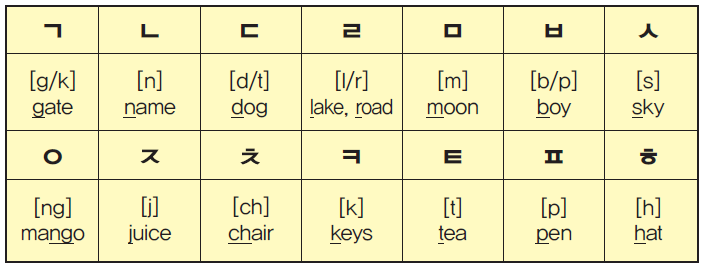 ㄱ ㄴ ㄷ ㄹ ㅁ ㅂ ㅅ
[g/k] [n] [d/t] [l/r] [m] [b/p] [s]
gate name dog lake, road moon boy sky
ㅇ ㅈ ㅊ ㅋ ㅌ ㅍ ㅎ
[ng] [j] [ch] [k] [t] [p] [h]
mango juice chair keys tea pen hat